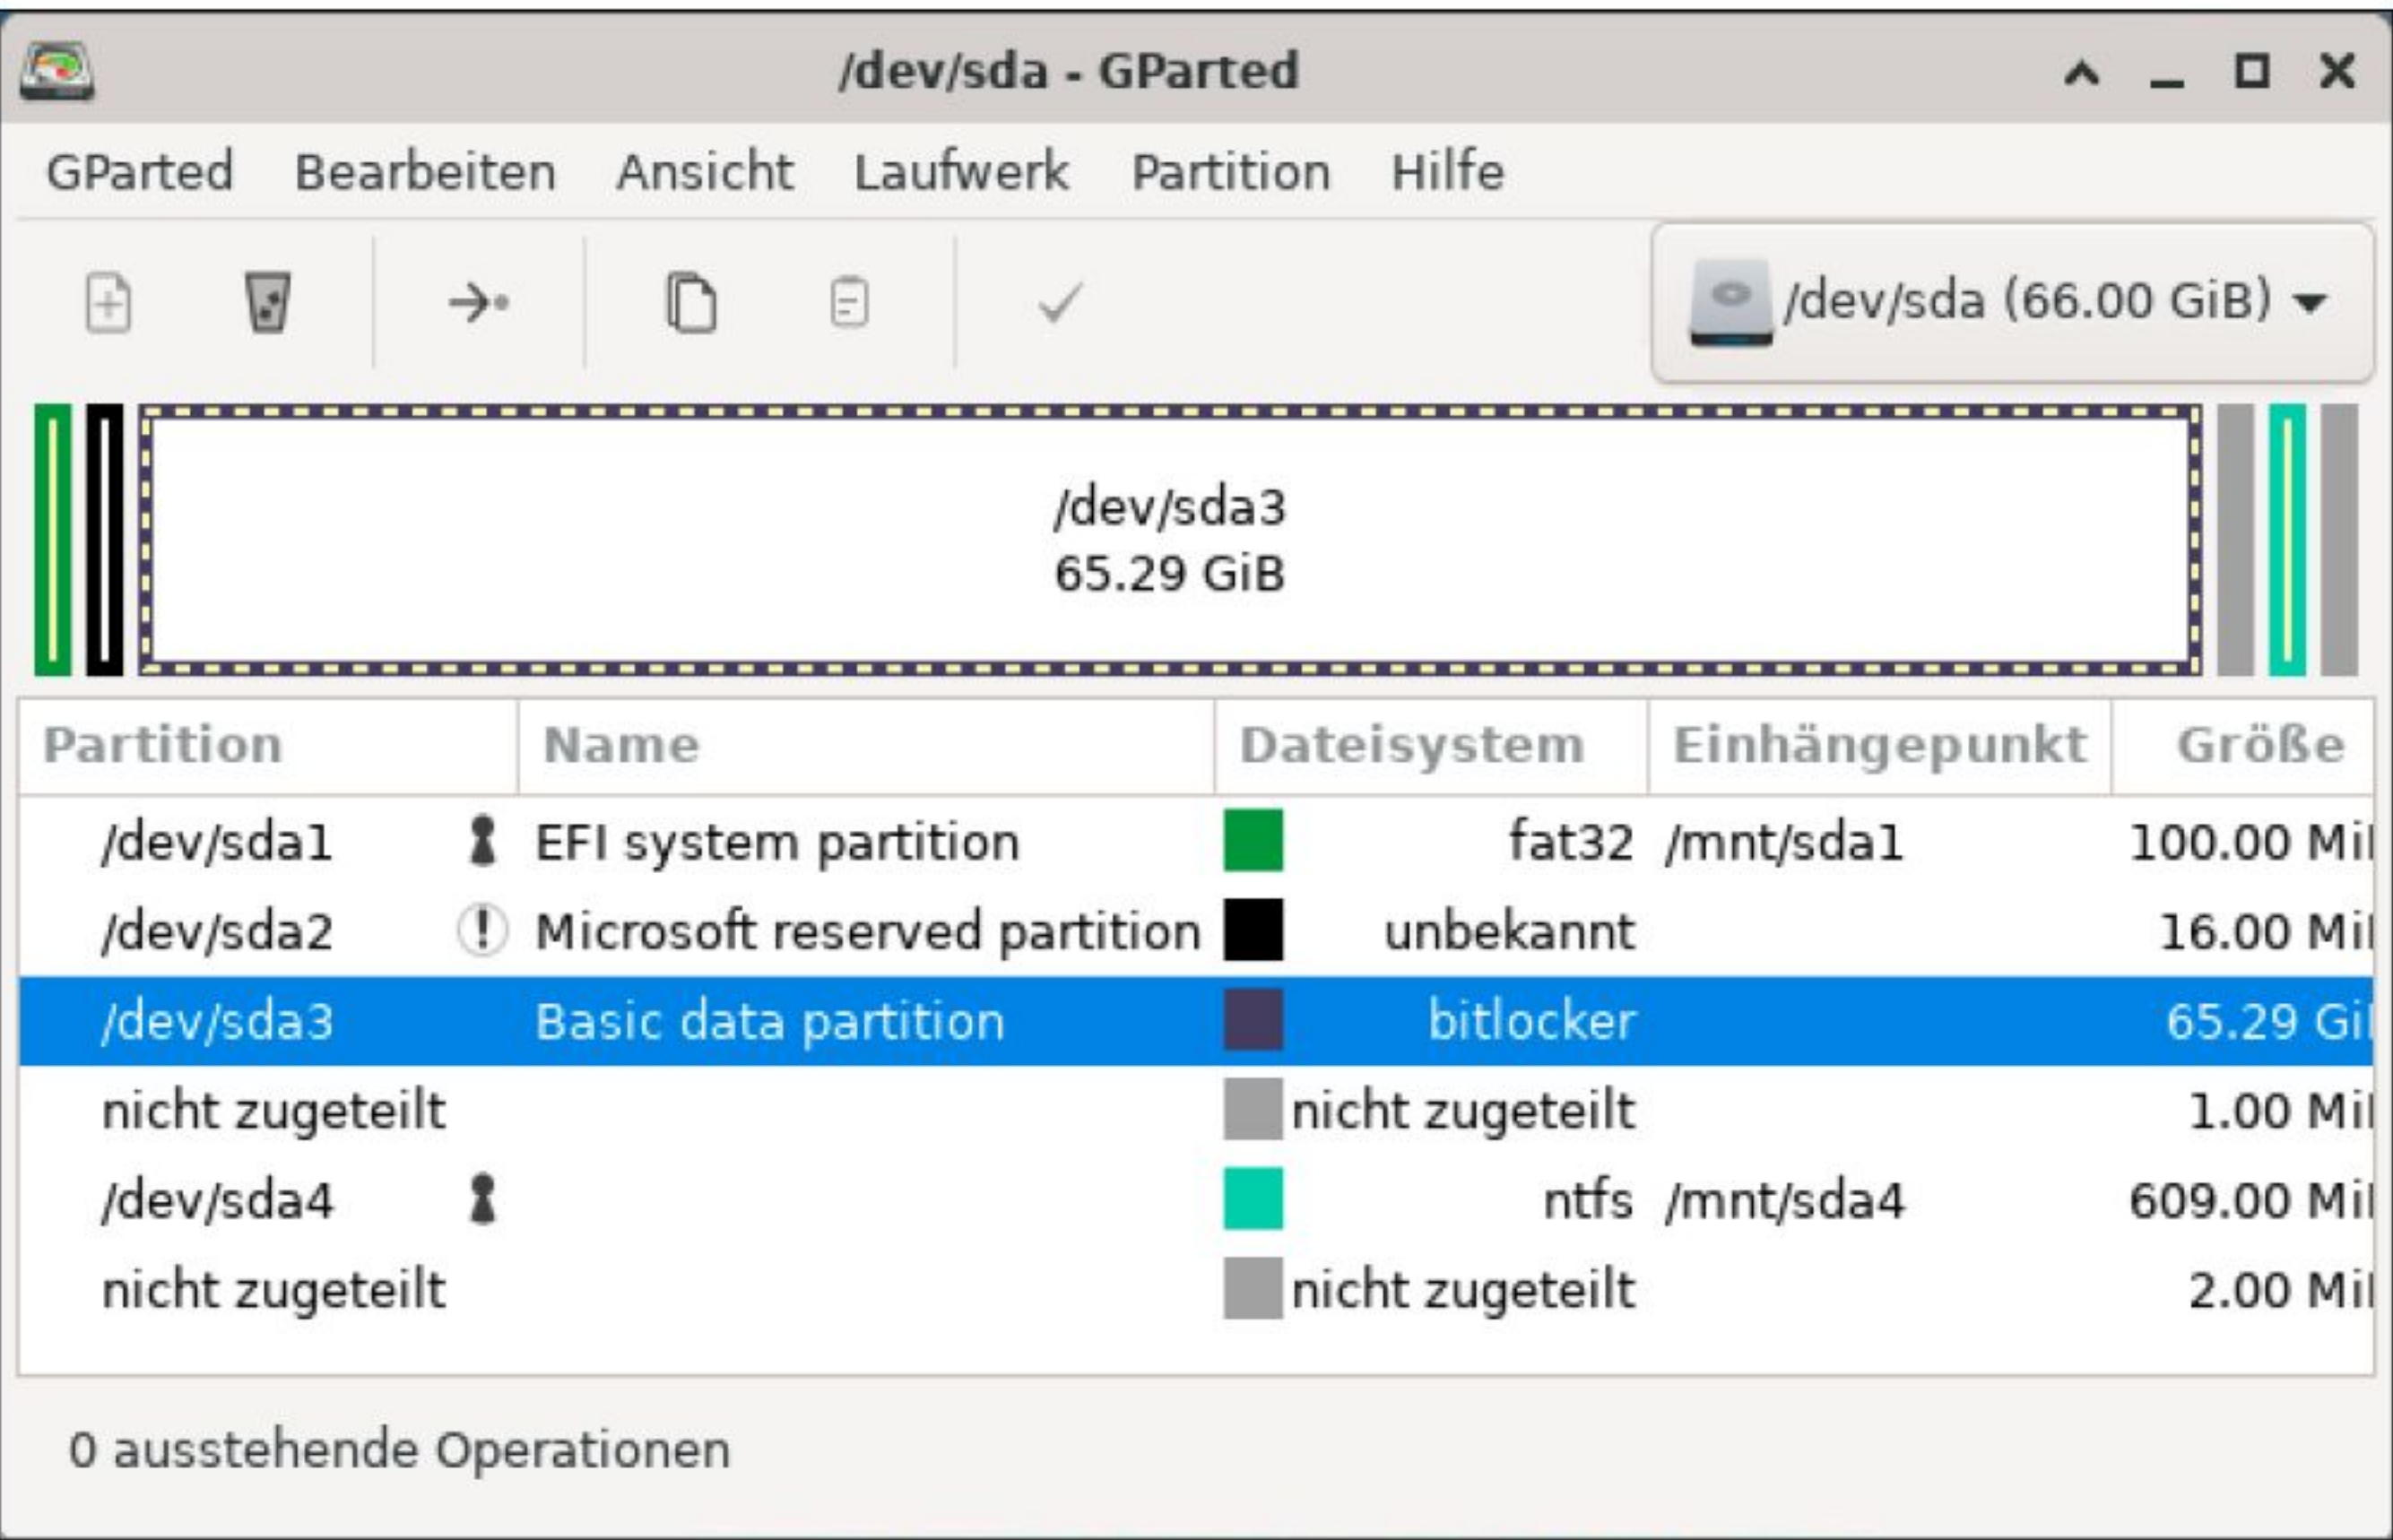 /dev/sda - GParted
GParted Bearbeiten Ansicht Laufwerk Partition Hilfe
/dev/sda (66.00 GiB)
/dev/sda3
65.29 GiB
Partition Name Dateisystem Einhängepunkt Größe
/dev/sda1 EFI system partition fat32 /mnt/sda1 100.00 Mi
/dev/sda2 Microsoft reserved partition unbekannt 16.00 Mi
/dev/sda3 Basic data partition bitlocker 65.29 Gi
nicht zugeteilt nicht zugeteilt 1.00 Mi
/dev/sda4 ntfs /mnt/sda4 609.00 Mi
nicht zugeteilt nicht zugeteilt 2.00 Mi
0 ausstehende Operationen